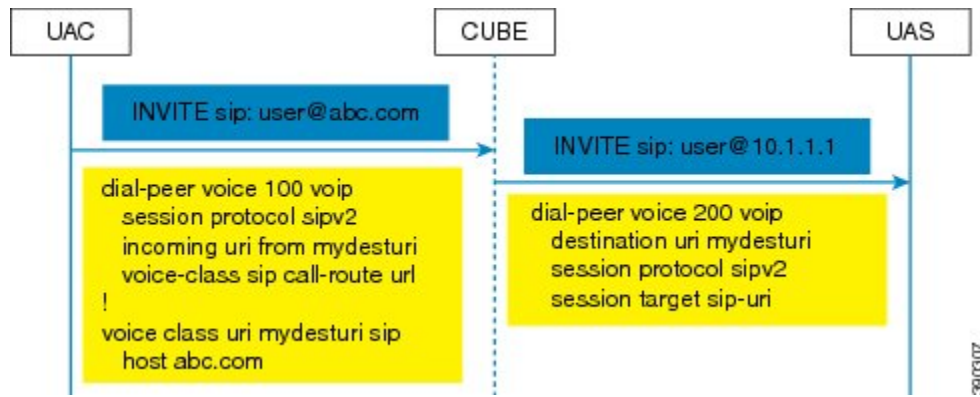 UAC
CUBE
UAS
INVITE sip: user@abc.com
INVITE sip: user@10.1.1.1
dial-peer voice 100 voip
session protocol sipv2
incoming uri from mydesturi
voice-class sip call-route url
!
voice class uri mydesturi sip
host abc.com
dial-peer voice 200 voip
destination uri mydesturi
session protocol sipv2
session target sip-uri